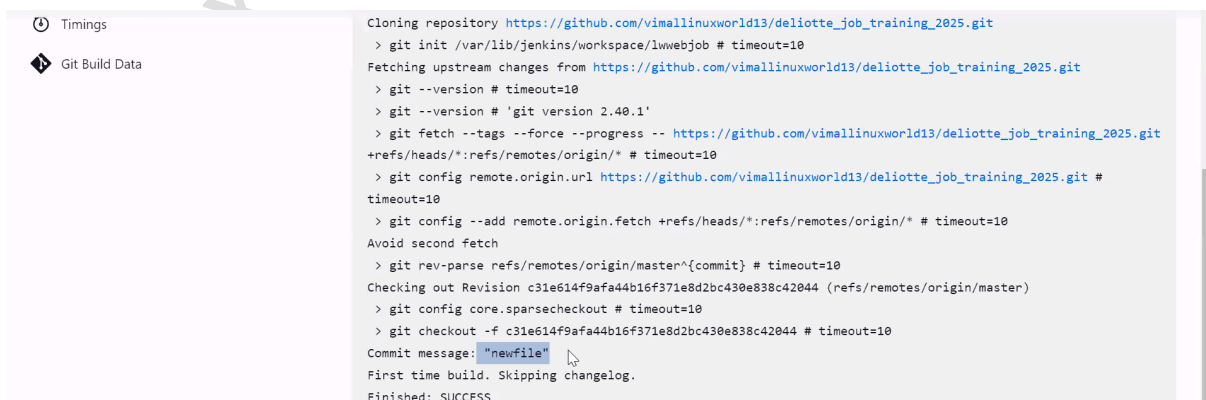 Timings
Git Build Data
Cloning repository https://github.com/vimallinuxworld13/deliotte_job_training_2025.git
> git init /var/lib/jenkins/workspace/lwwebjob # timeout=10
Fetching upstream changes from https://github.com/vimallinuxworld13/deliotte_job_training_2025.git
> git --version # timeout=10
> git --version # 'git version 2.40.1'
> git fetch --tags --force --progress -- https://github.com/vimallinuxworld13/deliotte_job_training_2025.git
+refs/heads/*:refs/remotes/origin/* # timeout=10
> git config remote.origin.url https://github.com/vimallinuxworld13/deliotte_job_training_2025.git #
timeout=10
> git config --add remote.origin.fetch +refs/heads/*:refs/remotes/origin/* # timeout=10
Avoid second fetch
> git rev-parse refs/remotes/origin/master^{commit} # timeout=10
Checking out Revision c31e614f9afa44b16f371e8d2bc430e838c42044 (refs/remotes/origin/master)
> git config core.sparsecheckout # timeout=10
> git checkout -f c31e614f9afa44b16f371e8d2bc430e838c42044 # timeout=10
Commit message: "newfile"
First time build. Skipping changelog.
Finished: SUCCESS